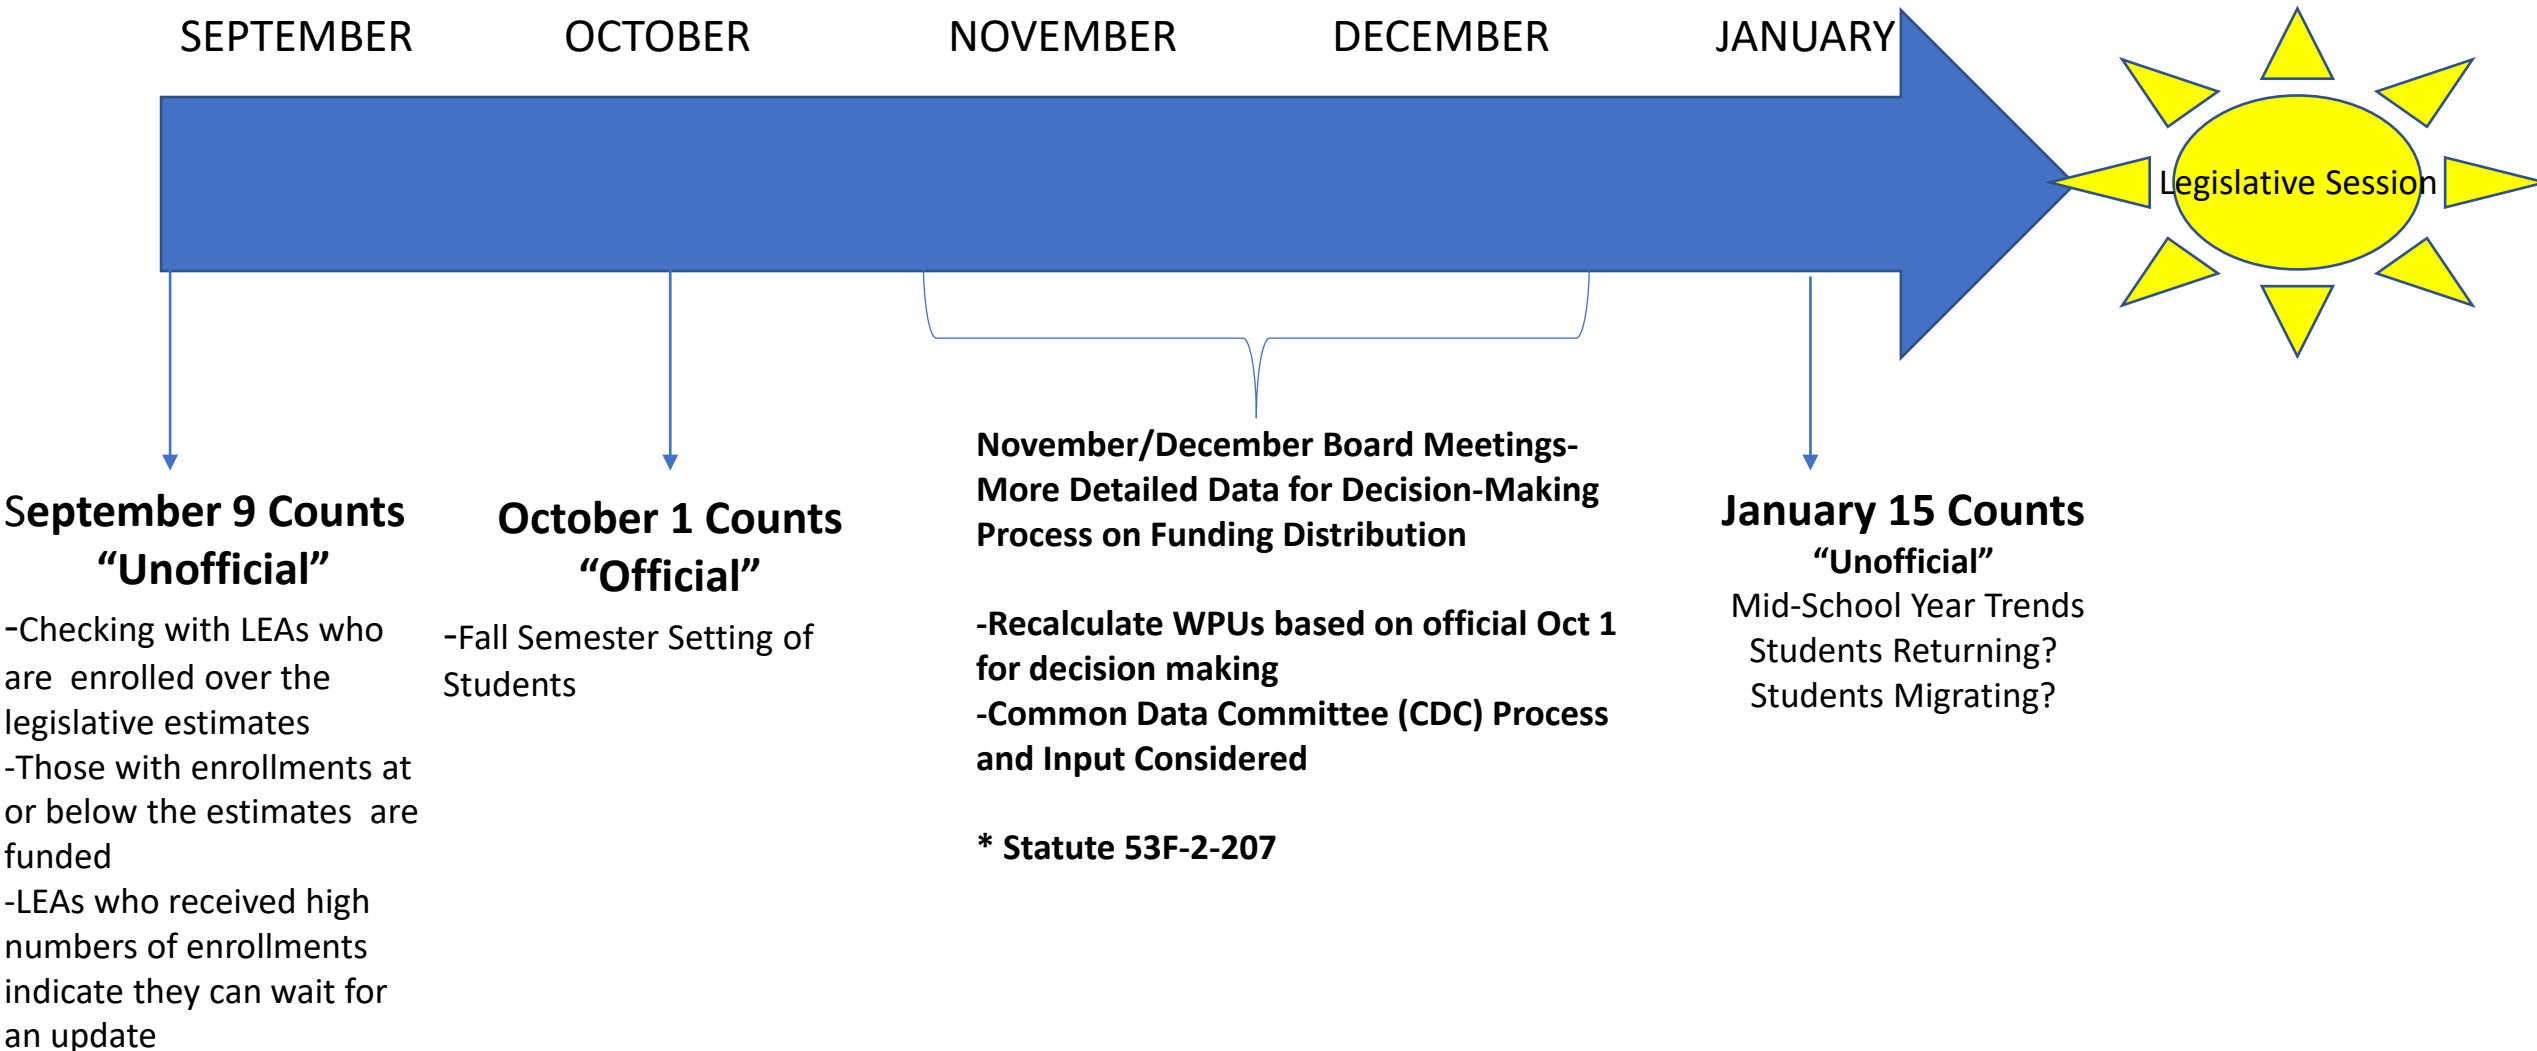 SEPTEMBER
OCTOBER
NOVEMBER
DECEMBER
JANUARY
Legislative Session
September 9 Counts
“Unofficial”
-Checking with LEAs who
are enrolled over the
legislative estimates
-Those with enrollments at
or below the estimates are
funded
-LEAs who received high
numbers of enrollments
indicate they can wait for
an update
October 1 Counts
“Official”
-Fall Semester Setting of
Students
November/December Board Meetings-
More Detailed Data for Decision-Making
Process on Funding Distribution
-Recalculate WPUs based on official Oct 1
for decision making
-Common Data Committee (CDC) Process
and Input Considered
* Statute 53F-2-207
January 15 Counts
“Unofficial”
Mid-School Year Trends
Students Returning?
Students Migrating?